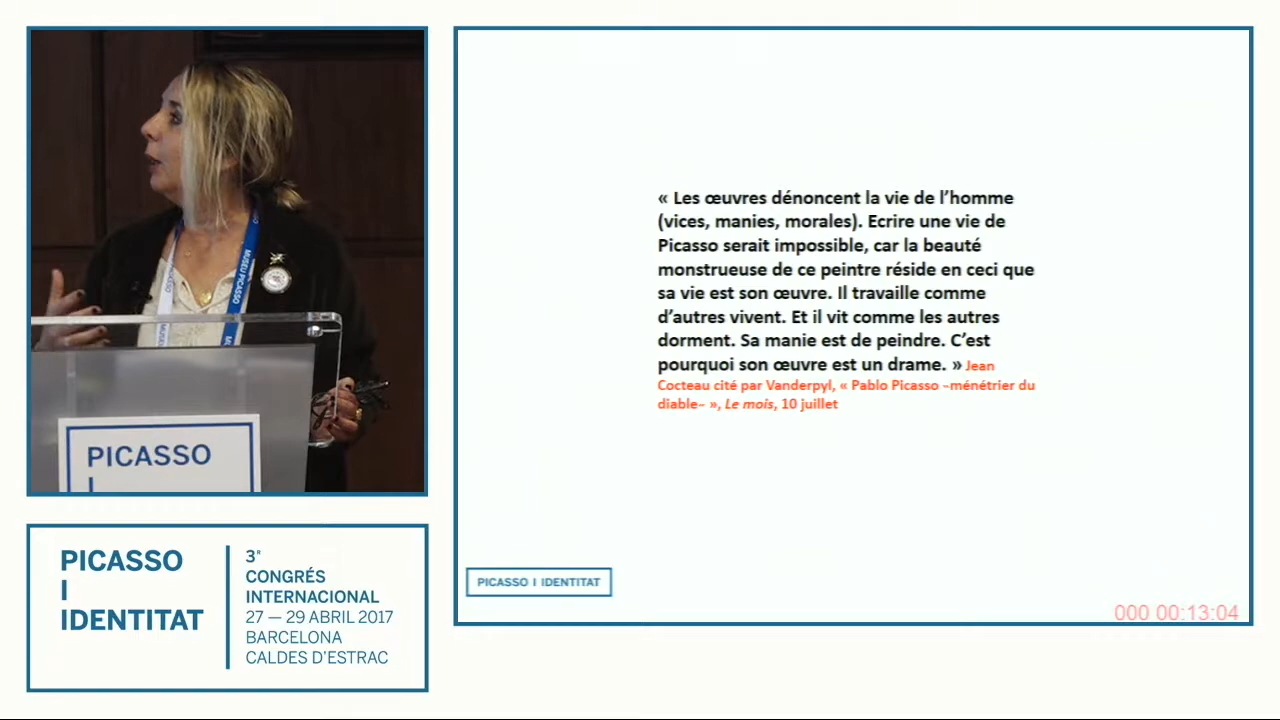 MUSEU PICASSO
PICASSO
I
PICASSO
I
IDENTITAT
3r
CONGRÉS
INTERNACIONAL
27 — 29 ABRIL 2017
BARCELONA
CALDES D'ESTRAC
« Les œuvres dénoncent la vie de l'homme
(vices, manies, morales). Ecrire une vie de
Picasso serait impossible, car la beauté
monstrueuse de ce peintre réside en ceci que
sa vie est son œuvre. Il travaille comme
d'autres vivent. Et il vit comme les autres
dorment. Sa manie est de peindre. C'est
pourquoi son œuvre est un drame. » Jean
Cocteau cité par Vanderpyl, « Pablo Picasso –ménétrier du
diable– », Le mois, 10 juillet
PICASSO I IDENTITAT
000 00:13:04